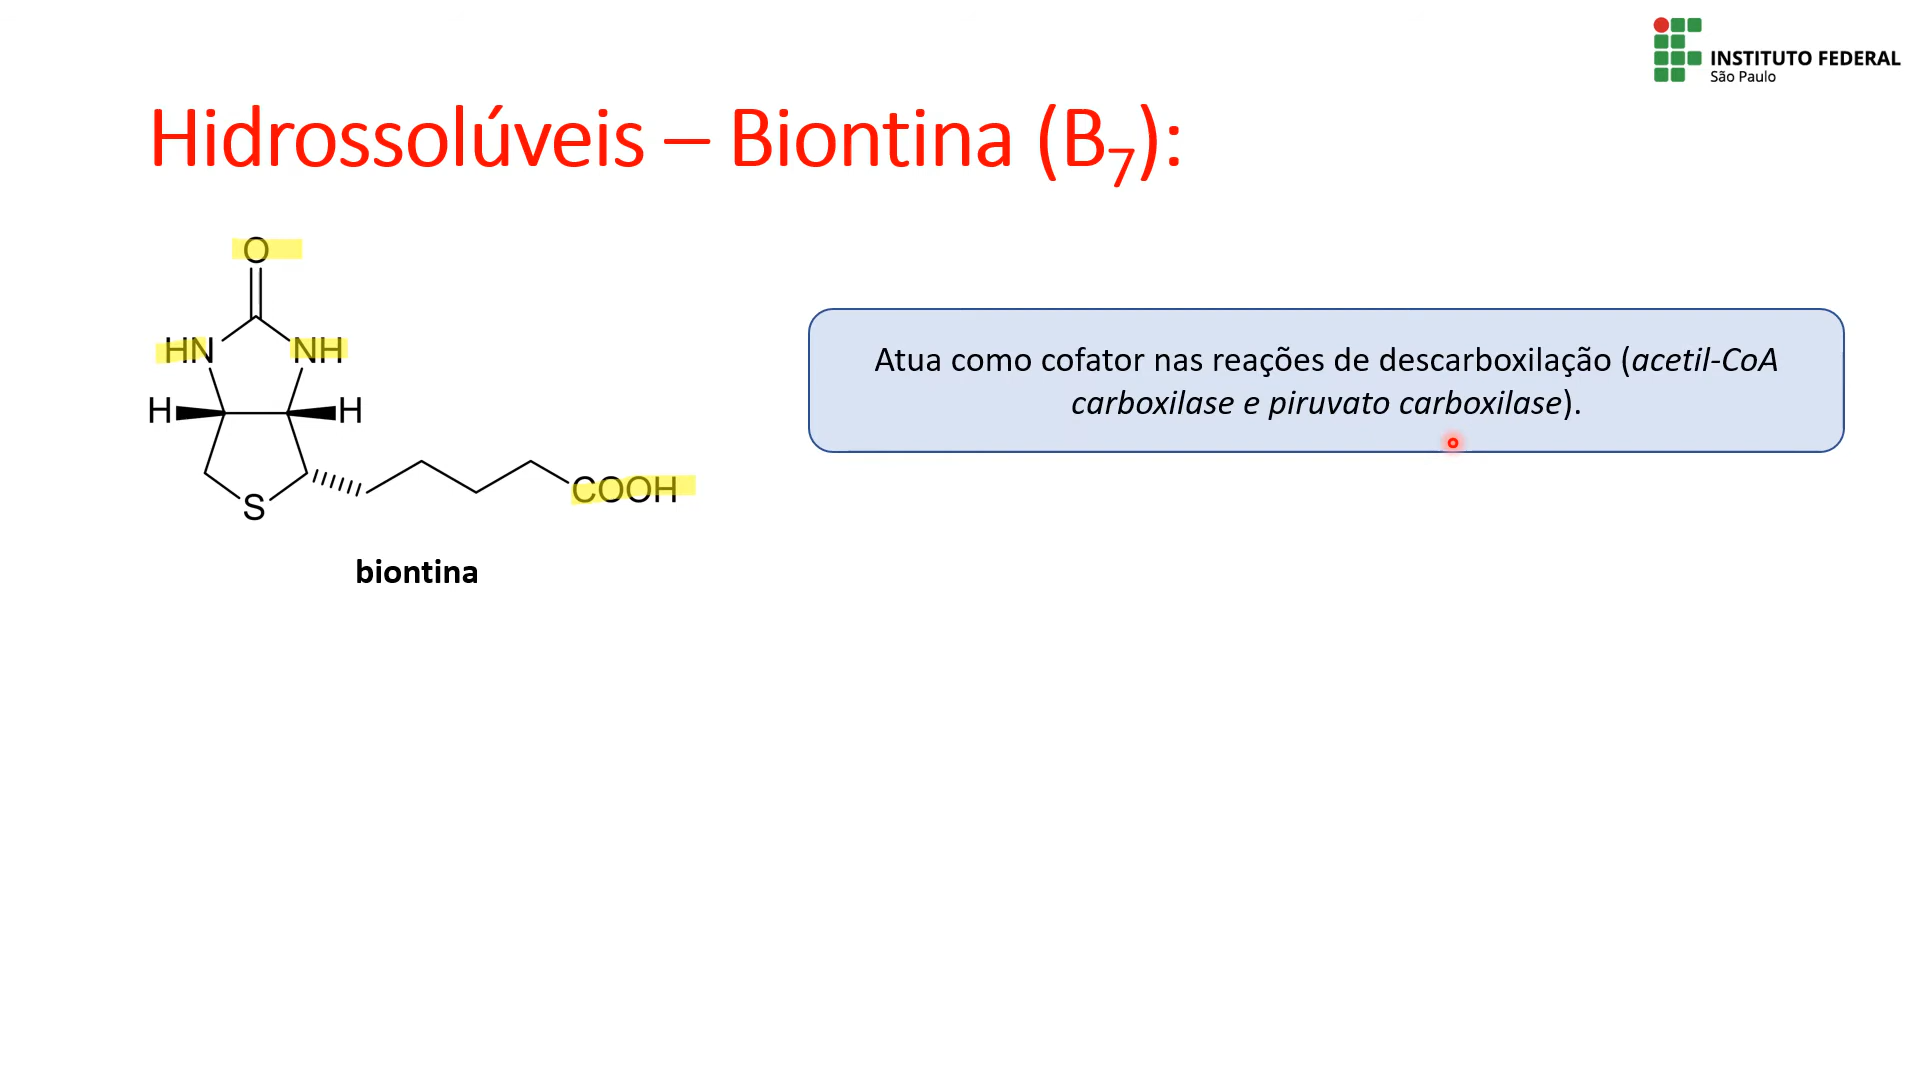 INSTITUTO FEDERAL
São Paulo
Hidrossolúveis – Biontina (B₇):
O
HN NH
H H
S
COOH
biontina
Atua como cofator nas reações de descarboxilação (acetil-CoA
carboxilase e piruvato carboxilase).